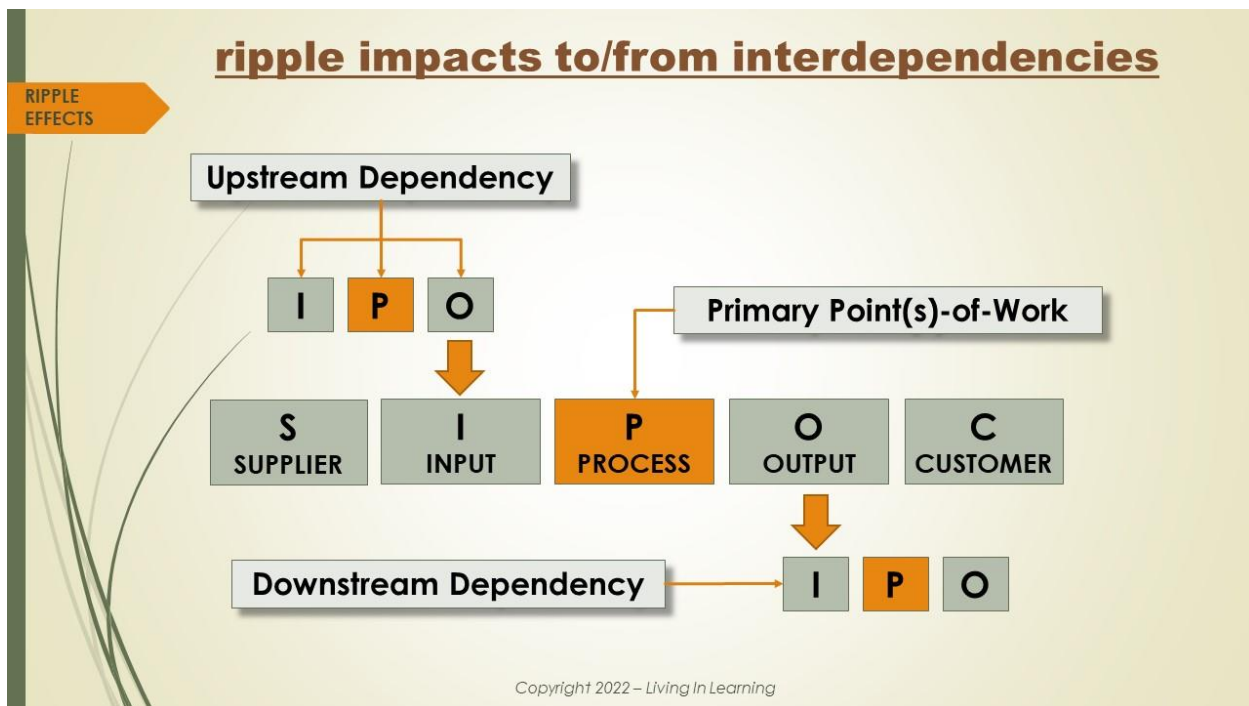 ripple impacts to/from interdependencies
RIPPLE
EFFECTS
Upstream Dependency
I P O
Primary Point(s)-of-Work
S I P O C
SUPPLIER INPUT PROCESS OUTPUT CUSTOMER
Downstream Dependency
I P O
Copyright 2022 – Living In Learning